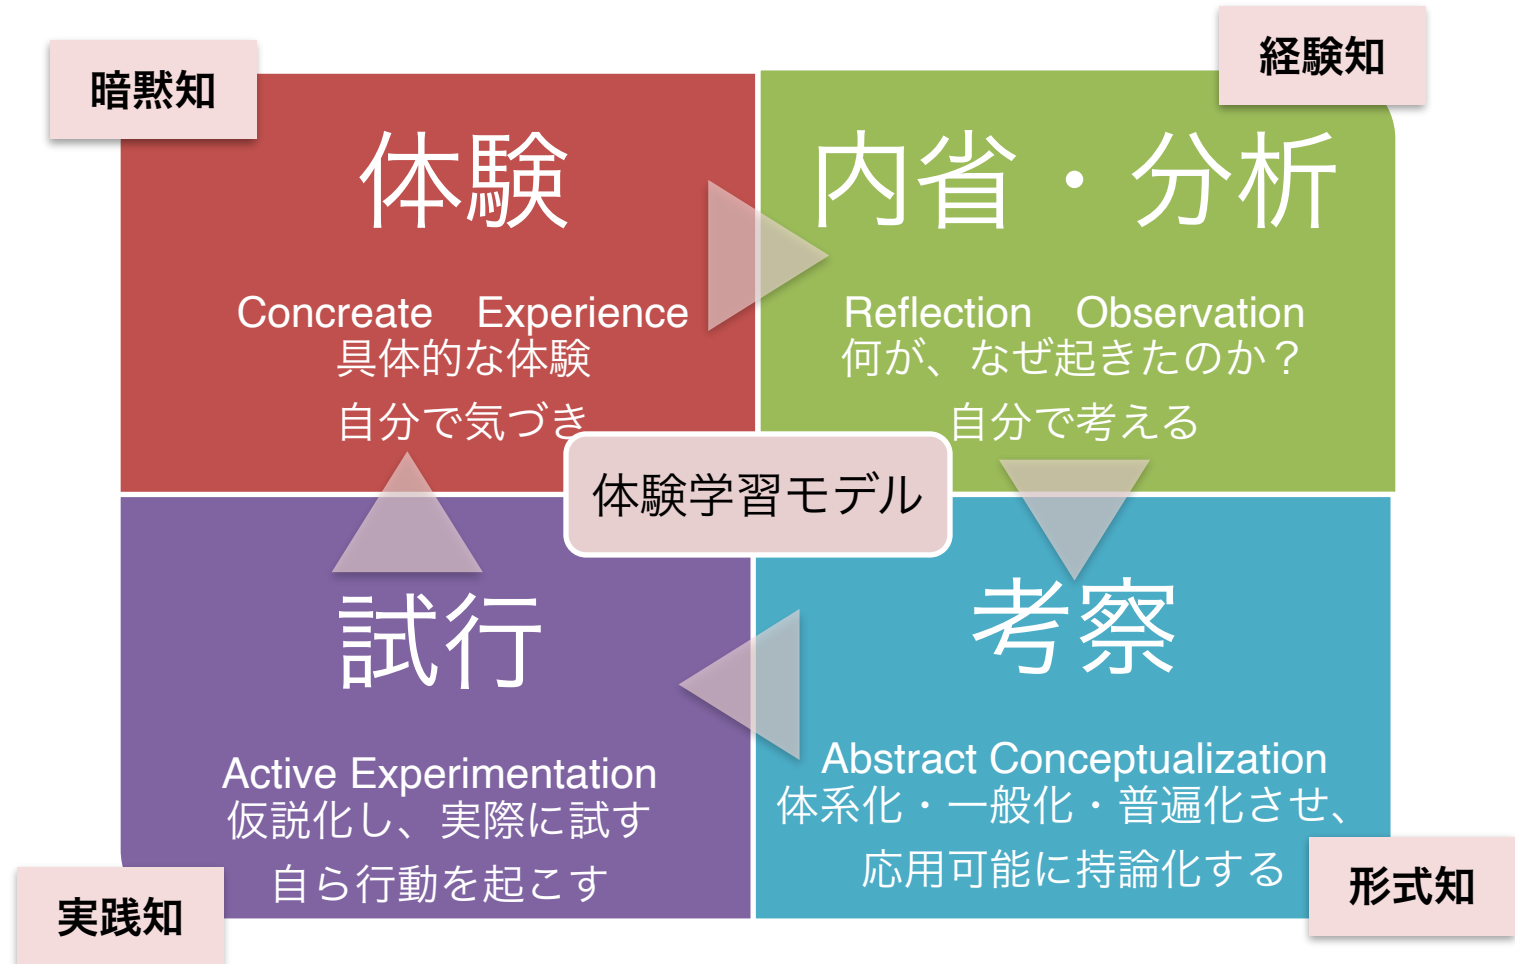 暗黙知
経験知
体験
Concreate　Experience
具体的な体験
自分で気づき
内省・分析
Reflection　Observation
何が、なぜ起きたのか？
自分で考える
体験学習モデル
試行
Active Experimentation
仮説化し、実際に試す
自ら行動を起こす
考察
Abstract Conceptualization
体系化・一般化・普遍化させ、
応用可能に持論化する
実践知
形式知